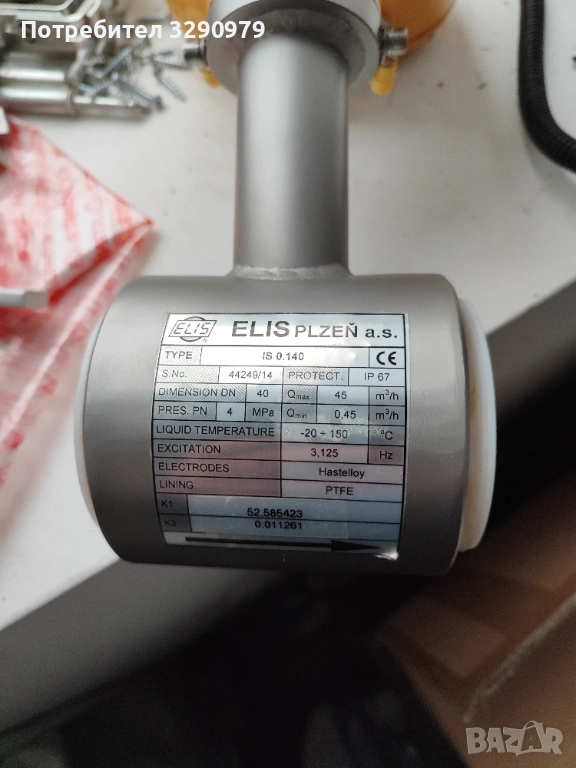 Потребител 3290979
ELIS ELIS PLZEŇ a.s.
TYPE IS 0.140 CE
S.No. 44249/14 PROTECT. IP 67
DIMENSION DN 40 Qmax 45 m³/h
PRES. PN 4 MPa Qmin 0.45 m³/h
LIQUID TEMPERATURE -20 ÷ 150 °C
EXCITATION 3,125 Hz
ELECTRODES Hastelloy
LINING PTFE
K1 52.585423
K2 0.011261
BAZAR